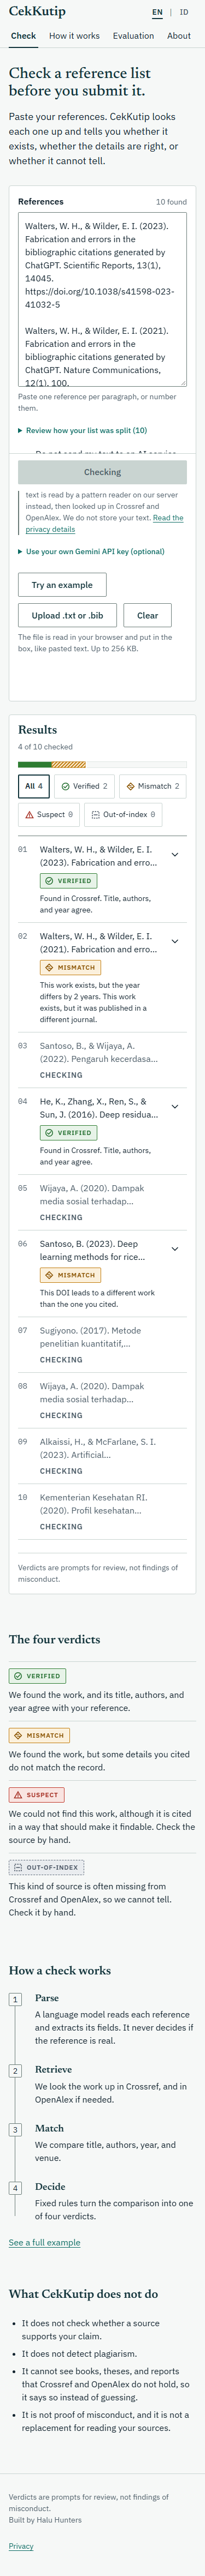 CekKutip
EN | ID
Check How it works Evaluation About
Check a reference list
before you submit it.
Paste your references. CekKutip looks
each one up and tells you whether it
exists, whether the details are right, or
whether it cannot tell.
References 10 found
Walters, W. H., & Wilder, E. I. (2023).
Fabrication and errors in the
bibliographic citations generated by
ChatGPT. Scientific Reports, 13(1),
14045.
https://doi.org/10.1038/s41598-023-
41032-5
Walters, W. H., & Wilder, E. I. (2021).
Fabrication and errors in the
bibliographic citations generated by
ChatGPT. Nature Communications,
12(1), 100.
Paste one reference per paragraph, or number
them.
Review how your list was split (10)
Checking
text is read by a pattern reader on our server
instead, then looked up in Crossref and
OpenAlex. We do not store your text. Read the
privacy details
Use your own Gemini API key (optional)
Try an example
Upload .txt or .bib Clear
The file is read in your browser and put in the
box, like pasted text. Up to 256 KB.
Results
4 of 10 checked
All 4 Verified 2 Mismatch 2
Suspect 0 Out-of-index 0
01 Walters, W. H., & Wilder, E. I.
(2023). Fabrication and erro...
VERIFIED
Found in Crossref. Title, authors,
and year agree.
02 Walters, W. H., & Wilder, E. I.
(2021). Fabrication and erro...
MISMATCH
This work exists, but the year
differs by 2 years. This work
exists, but it was published in a
different journal.
03 Santoso, B., & Wijaya, A.
(2022). Pengaruh kecerdasa...
CHECKING
04 He, K., Zhang, X., Ren, S., &
Sun, J. (2016). Deep residua...
VERIFIED
Found in Crossref. Title, authors,
and year agree.
05 Wijaya, A. (2020). Dampak
media sosial terhadap...
CHECKING
06 Santoso, B. (2023). Deep
learning methods for rice...
MISMATCH
This DOI leads to a different work
than the one you cited.
07 Sugiyono. (2017). Metode
penelitian kuantitatif,...
CHECKING
08 Wijaya, A. (2020). Dampak
media sosial terhadap...
CHECKING
09 Alkaissi, H., & McFarlane, S. I.
(2023). Artificial...
CHECKING
10 Kementerian Kesehatan RI.
(2020). Profil kesehatan...
CHECKING
Verdicts are prompts for review, not findings of
misconduct.
The four verdicts
VERIFIED
We found the work, and its title, authors, and
year agree with your reference.
MISMATCH
We found the work, but some details you cited
do not match the record.
SUSPECT
We could not find this work, although it is cited
in a way that should make it findable. Check the
source by hand.
OUT-OF-INDEX
This kind of source is often missing from
Crossref and OpenAlex, so we cannot tell.
Check it by hand.
How a check works
1 Parse
A language model reads each reference
and extracts its fields. It never decides if
the reference is real.
2 Retrieve
We look the work up in Crossref, and in
OpenAlex if needed.
3 Match
We compare title, authors, year, and
venue.
4 Decide
Fixed rules turn the comparison into one
of four verdicts.
See a full example
What CekKutip does not do
• It does not check whether a source
supports your claim.
• It does not detect plagiarism.
• It cannot see books, theses, and reports
that Crossref and OpenAlex do not hold, so
it says so instead of guessing.
• It is not proof of misconduct, and it is not a
replacement for reading your sources.
Verdicts are prompts for review, not findings of
misconduct.
Built by Halu Hunters
Privacy